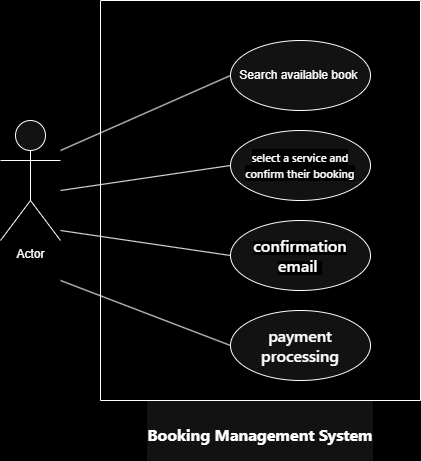 Search available book
select a service and
confirm their booking
Actor
confirmation
email
payment
processing
Booking Management System